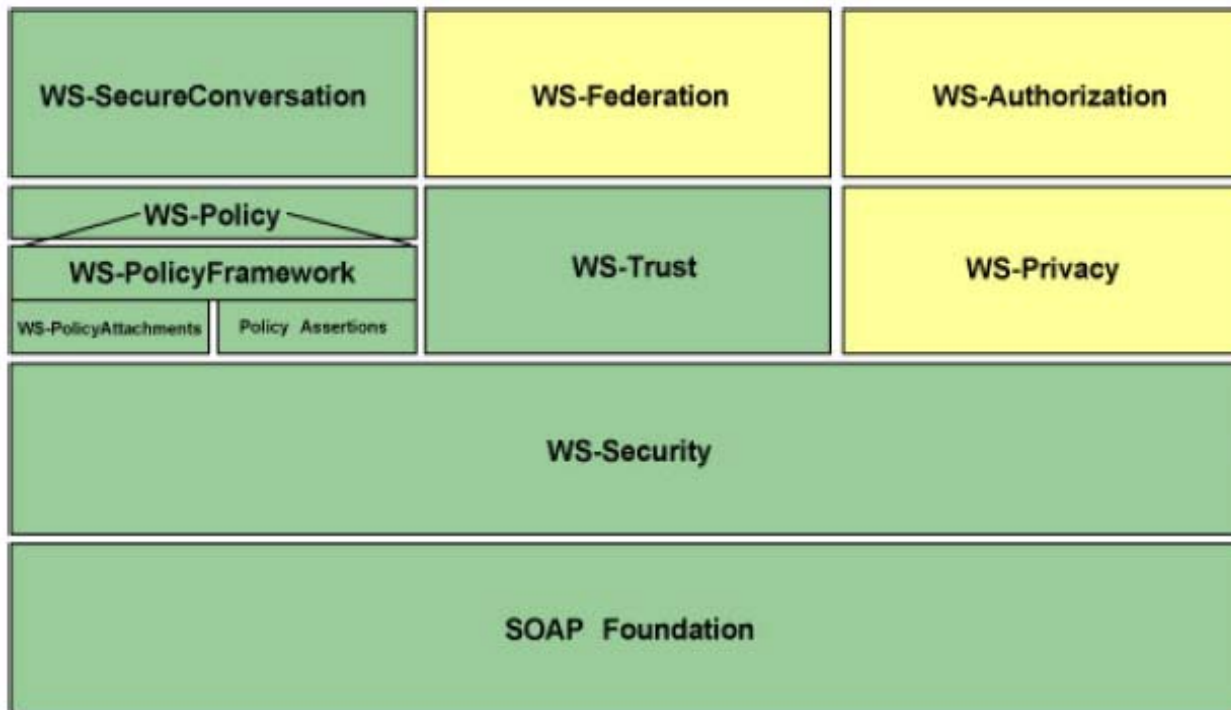 WS-SecureConversation
WS-Federation
WS-Authorization
WS-Policy
WS-PolicyFramework
WS-PolicyAttachments
Policy Assertions
WS-Trust
WS-Privacy
WS-Security
SOAP Foundation